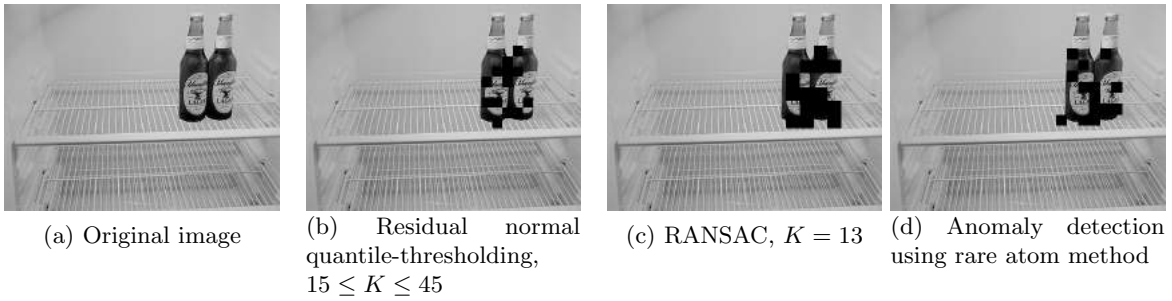 (a) Original image
(b) Residual normal
quantile-thresholding,
15 ≤ K ≤ 45
(c) RANSAC, K = 13
(d) Anomaly detection
using rare atom method